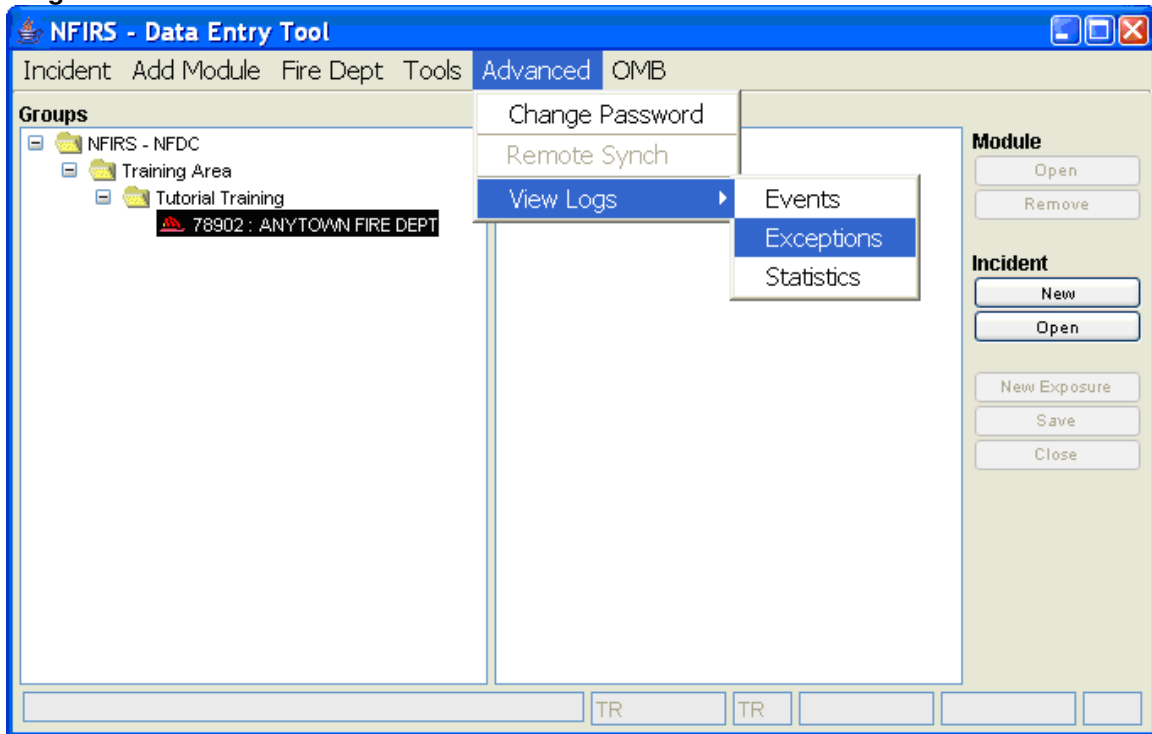 NFIRS - Data Entry Tool
Incident Add Module Fire Dept Tools Advanced OMB
Groups
NFIRS - NFDC
Training Area
Tutorial Training
78902 : ANYTOWN FIRE DEPT
Change Password
Remote Synch
View Logs
Events
Exceptions
Statistics
Module
Open
Remove
Incident
New
Open
New Exposure
Save
Close
TR
TR